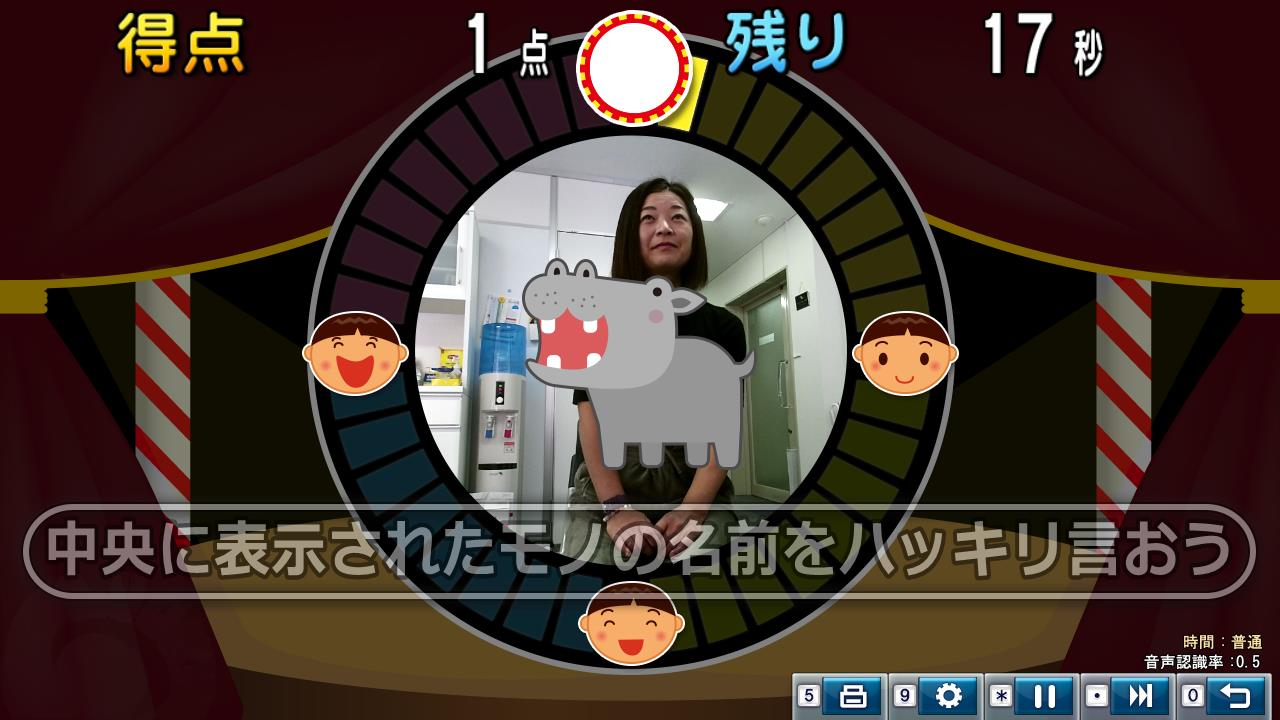 得点 1点 残り 17秒
中央に表示されたモノの名前をハッキリ言おう
時間：普通
音声認識率：0.5
5 9 * • 0